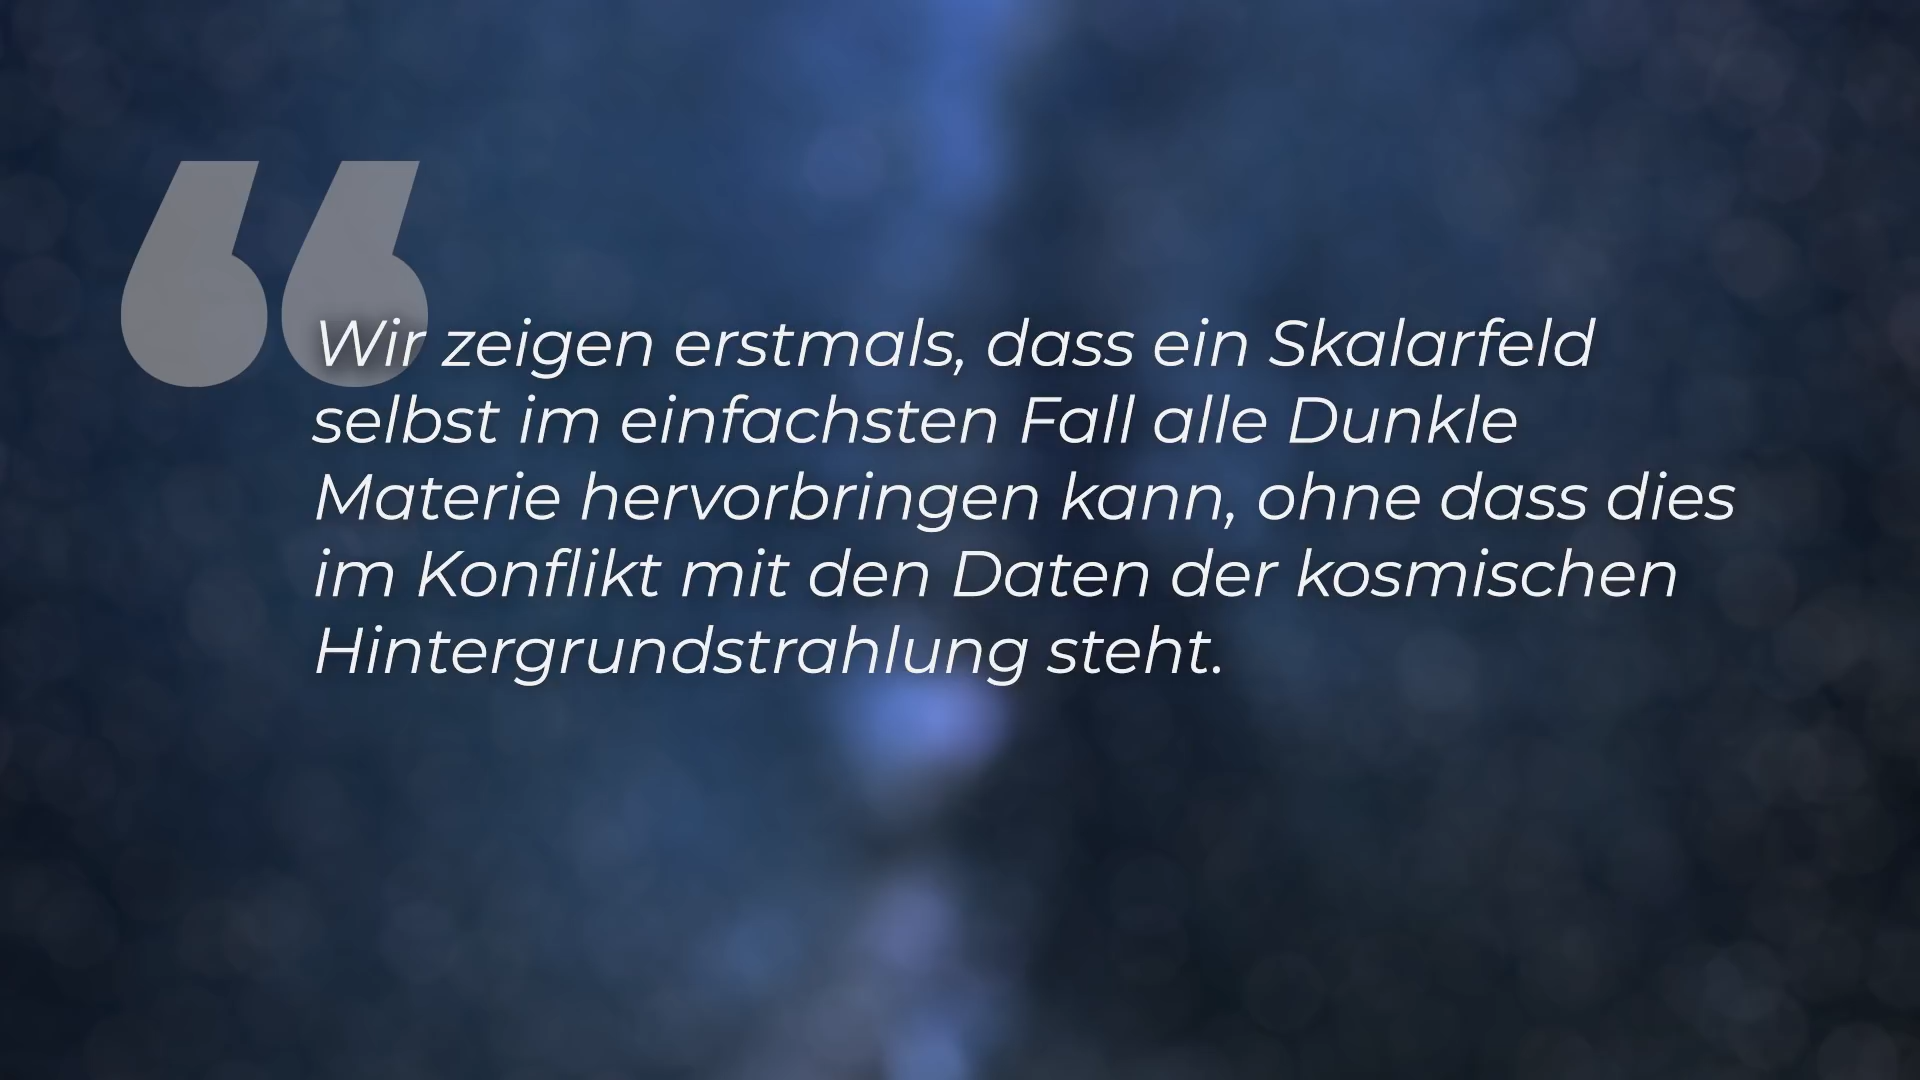 “
Wir zeigen erstmals, dass ein Skalarfeld
selbst im einfachsten Fall alle Dunkle
Materie hervorbringen kann, ohne dass dies
im Konflikt mit den Daten der kosmischen
Hintergrundstrahlung steht.